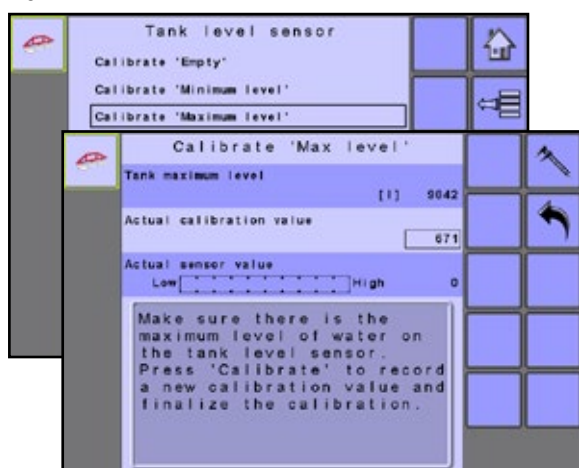 Tank level sensor
Calibrate 'Empty'
Calibrate 'Minimum level'
Calibrate 'Maximum level'
Calibrate 'Max level'
Tank maximum level
[l] 9042
Actual calibration value
671
Actual sensor value
Low High 0
Make sure there is the
maximum level of water on
the tank level sensor.
Press 'Calibrate' to record
a new calibration value and
finalize the calibration.